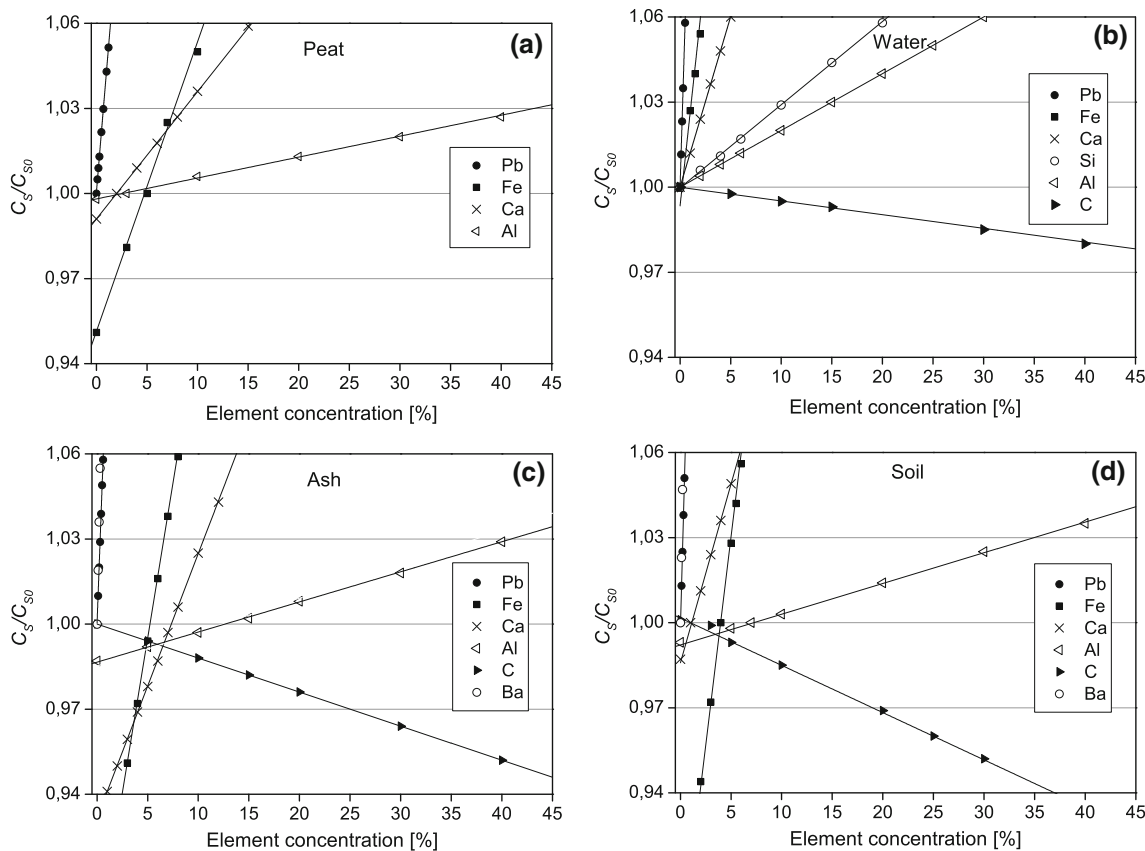 (a)
Peat
1,06
1,03
1,00
0,97
0,94
C_S/C_S0
Pb
Fe
Ca
Al
0 5 10 15 20 25 30 35 40 45
Element concentration [%]
(b)
Water
1,06
1,03
1,00
0,97
0,94
C_S/C_S0
Pb
Fe
Ca
Si
Al
C
0 5 10 15 20 25 30 35 40 45
Element concentration [%]
(c)
Ash
1,06
1,03
1,00
0,97
0,94
C_S/C_S0
Pb
Fe
Ca
Al
C
Ba
0 5 10 15 20 25 30 35 40 45
Element concentration [%]
(d)
Soil
1,06
1,03
1,00
0,97
0,94
C_S/C_S0
Pb
Fe
Ca
Al
C
Ba
0 5 10 15 20 25 30 35 40 45
Element concentration [%]